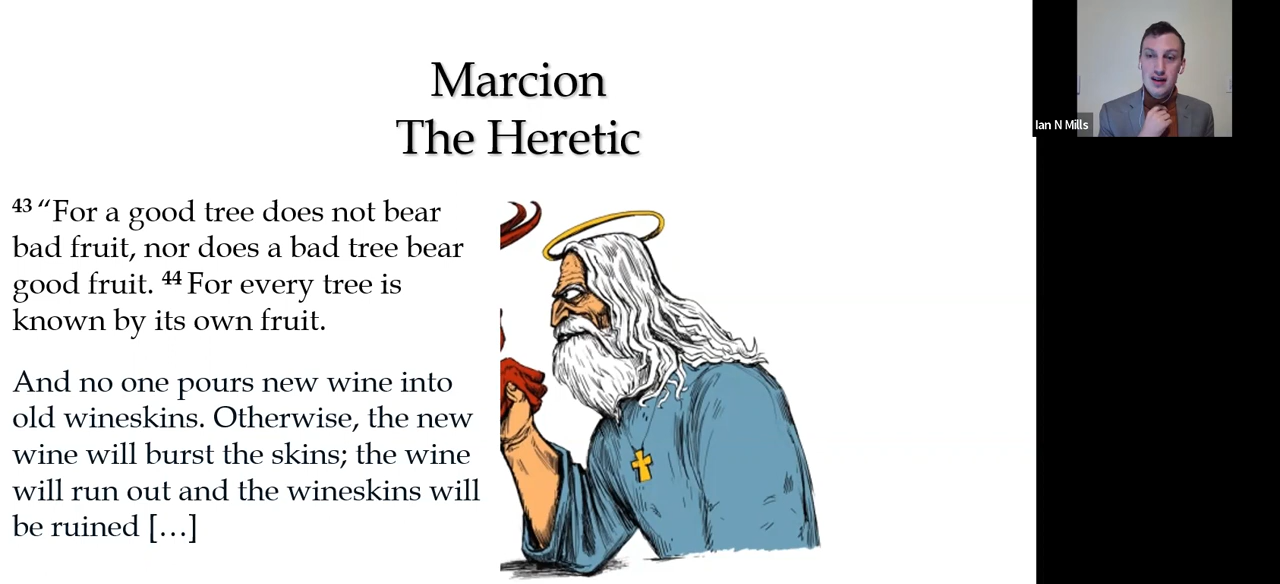 Marcion
The Heretic
43 “For a good tree does not bear
bad fruit, nor does a bad tree bear
good fruit. 44 For every tree is
known by its own fruit.
And no one pours new wine into
old wineskins. Otherwise, the new
wine will burst the skins; the wine
will run out and the wineskins will
be ruined […]
Ian N Mills